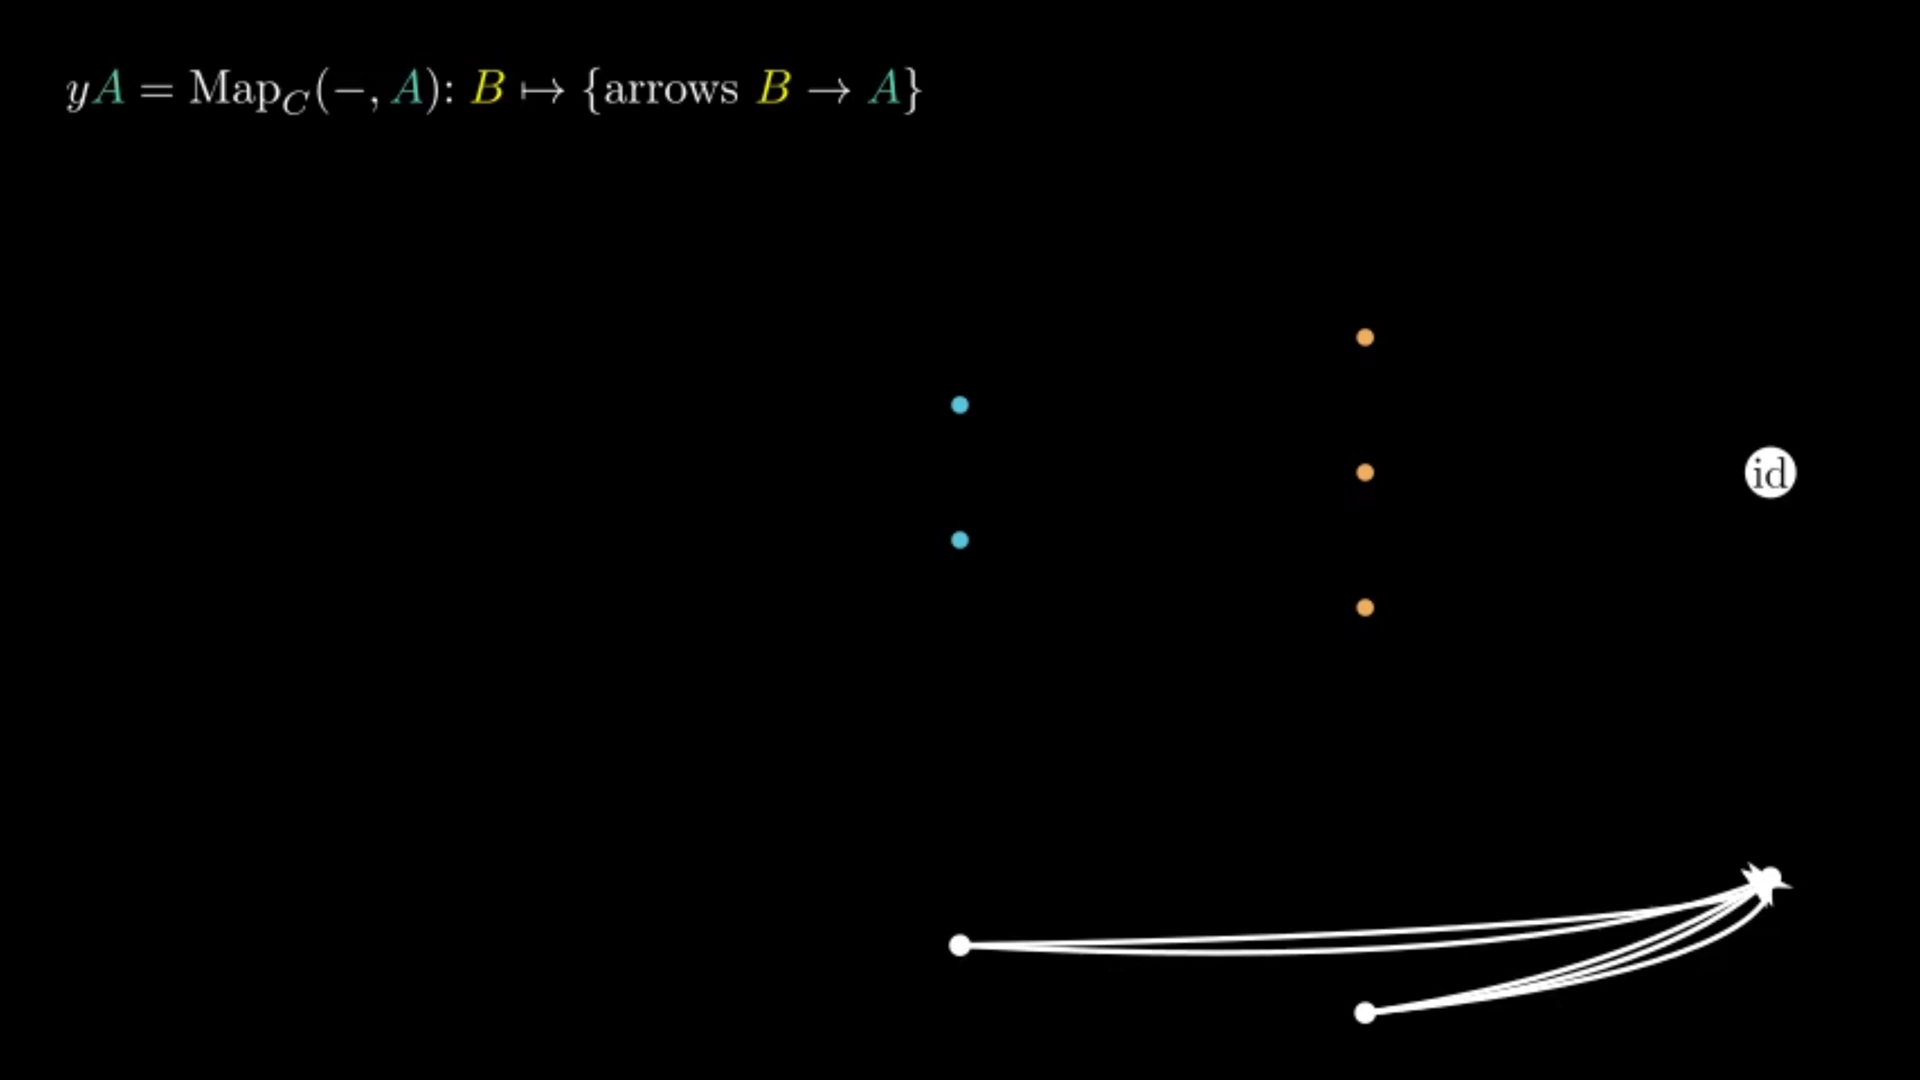 yA = Map_C(−, A): B ↦ {arrows B → A}
id